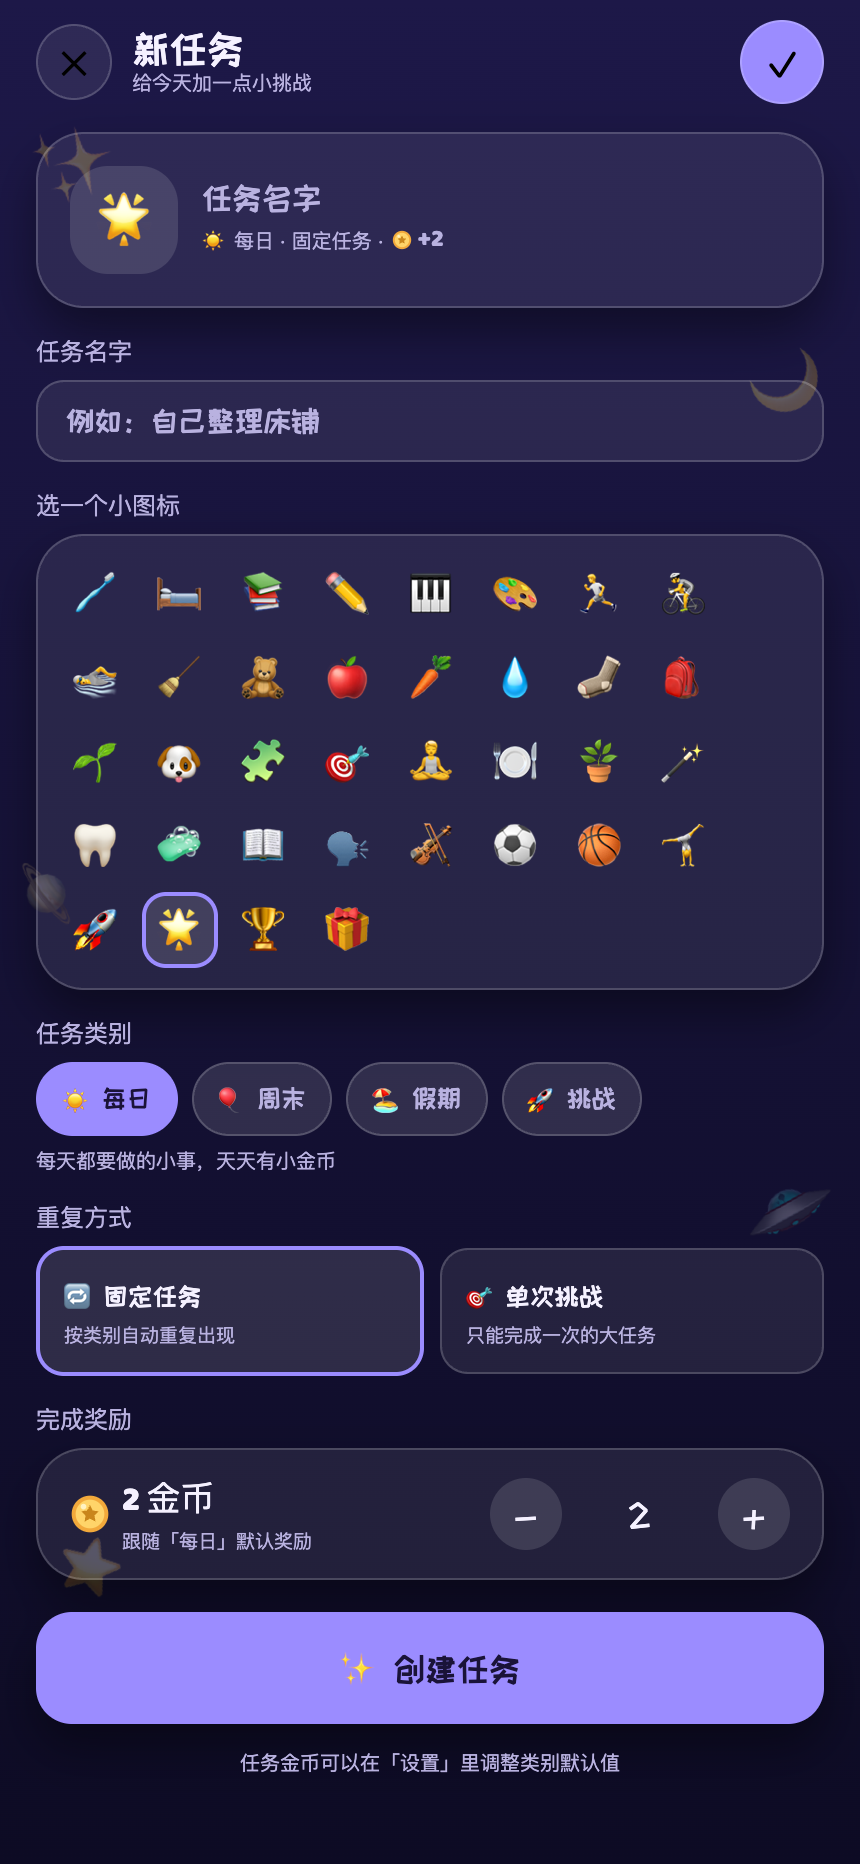 新任务
给今天加一点小挑战
任务名字
每日 · 固定任务 · +2
任务名字
例如：自己整理床铺
选一个小图标
任务类别
每日 周末 假期 挑战
每天都要做的小事，天天有小金币
重复方式
固定任务 单次挑战
按类别自动重复出现 只能完成一次的大任务
完成奖励
2 金币
跟随「每日」默认奖励
− 2 +
创建任务
任务金币可以在「设置」里调整类别默认值